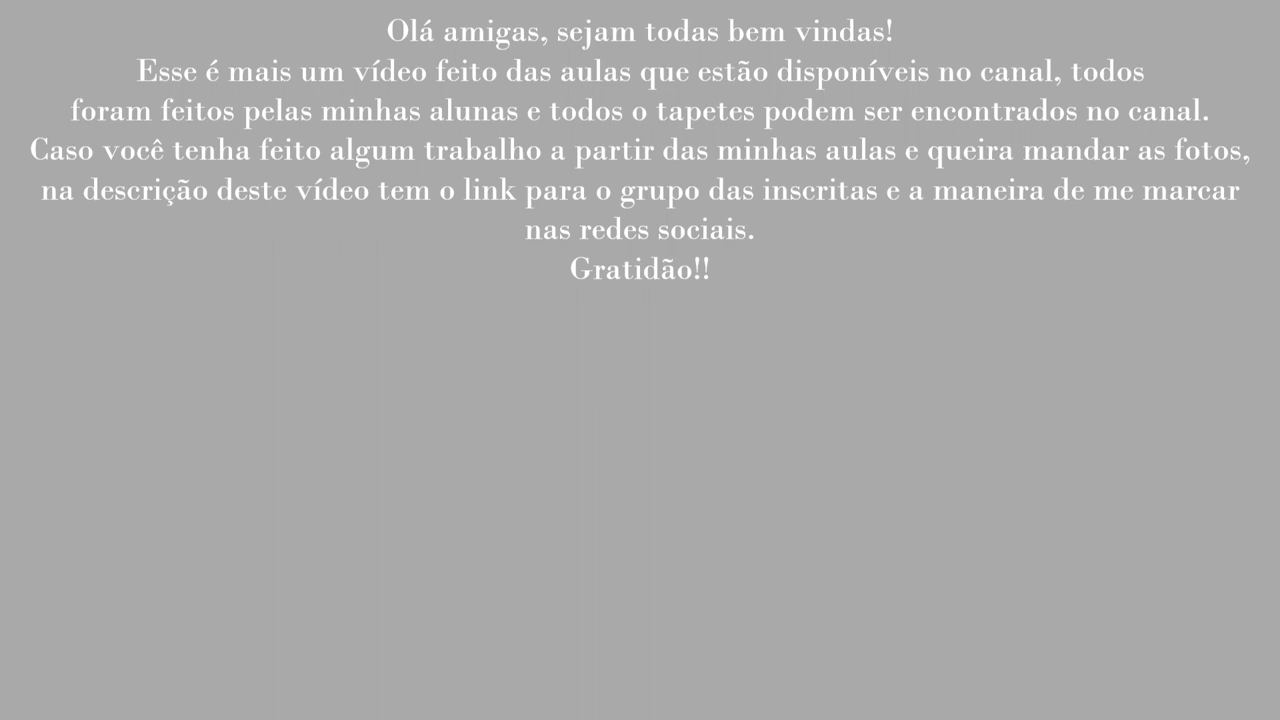 Olá amigas, sejam todas bem vindas!
Esse é mais um vídeo feito das aulas que estão disponíveis no canal, todos
foram feitos pelas minhas alunas e todos o tapetes podem ser encontrados no canal.
Caso você tenha feito algum trabalho a partir das minhas aulas e queira mandar as fotos,
na descrição deste vídeo tem o link para o grupo das inscritas e a maneira de me marcar
nas redes sociais.
Gratidão!!